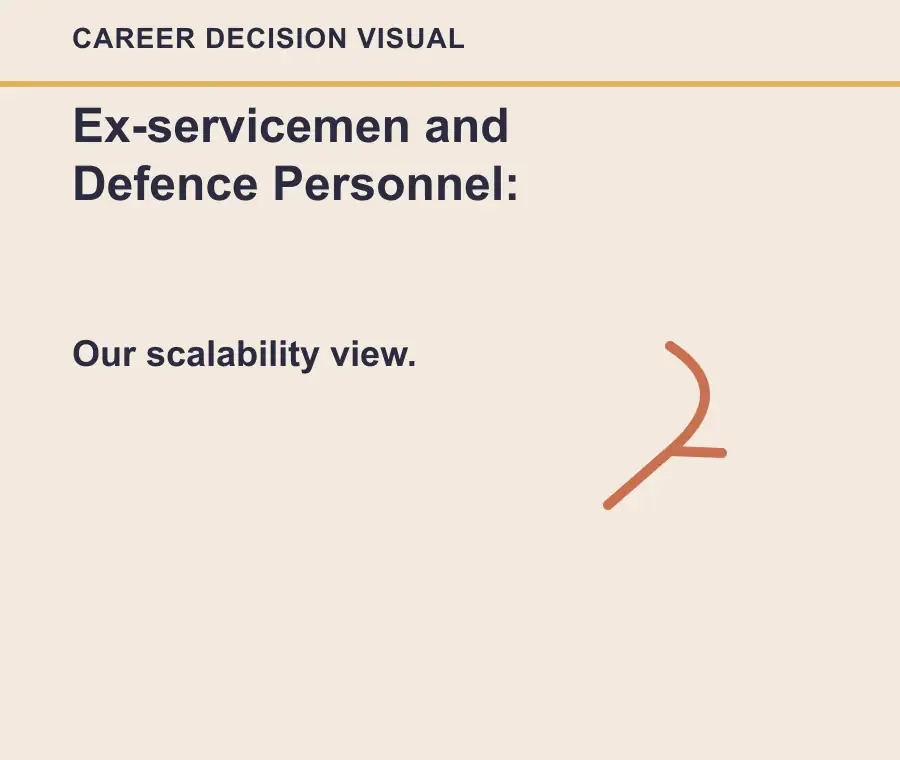 CAREER DECISION VISUAL
Ex-servicemen and
Defence Personnel:
Our scalability view.